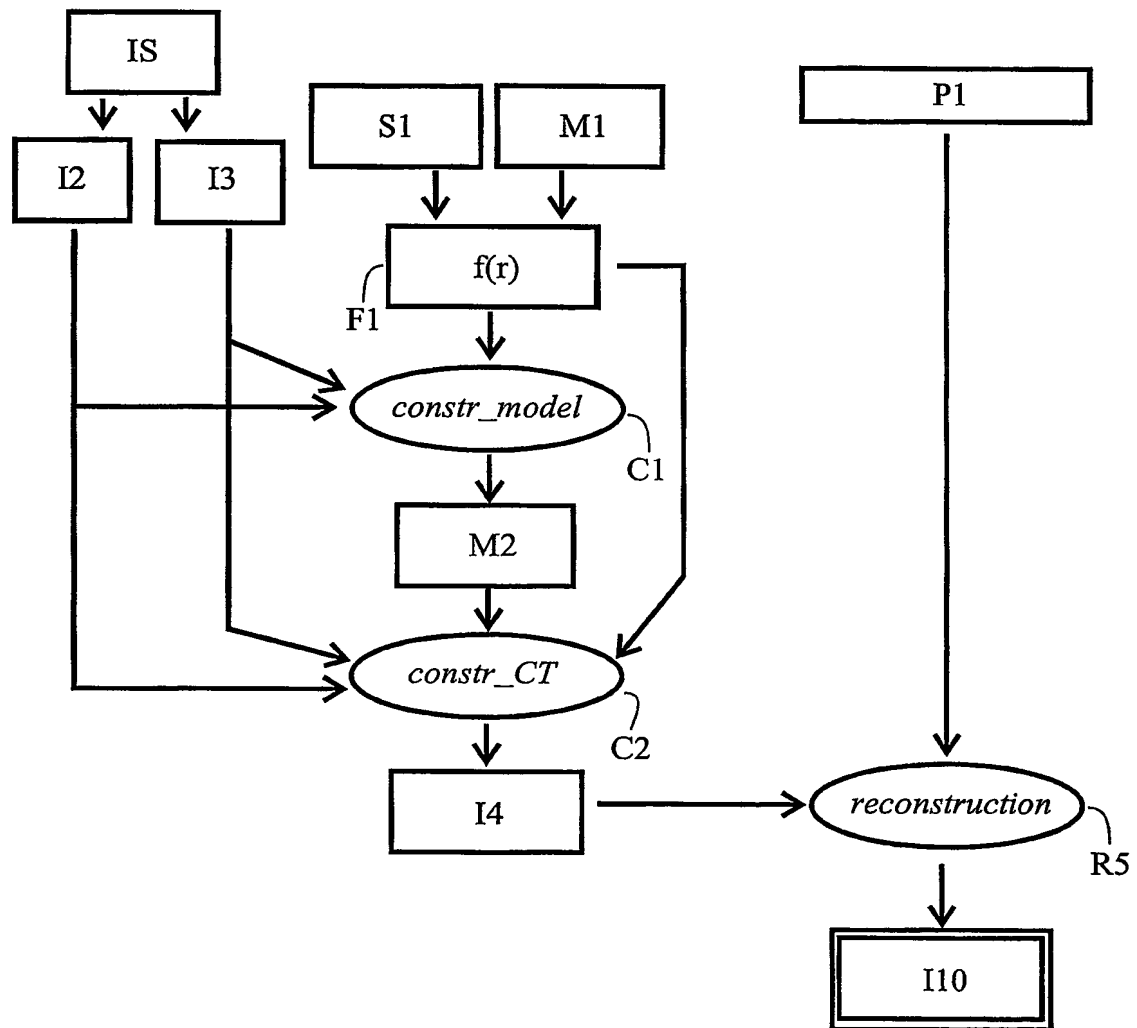 IS
P1
S1
M1
I2
I3
f(r)
F1
constr_model
C1
M2
constr_CT
C2
I4
reconstruction
R5
I10